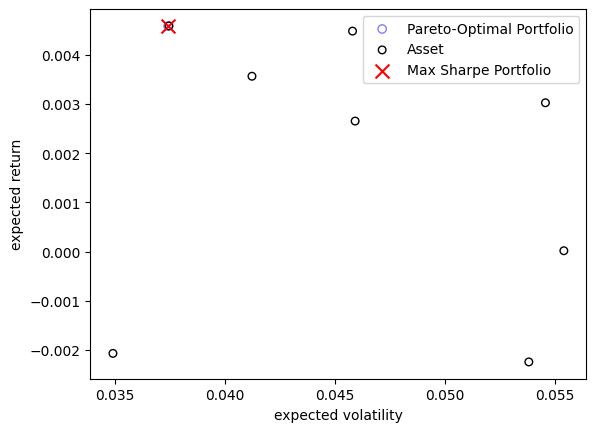 Pareto-Optimal Portfolio
Asset
Max Sharpe Portfolio
0.004
0.003
0.002
0.001
0.000
−0.001
−0.002
expected return
0.035 0.040 0.045 0.050 0.055
expected volatility